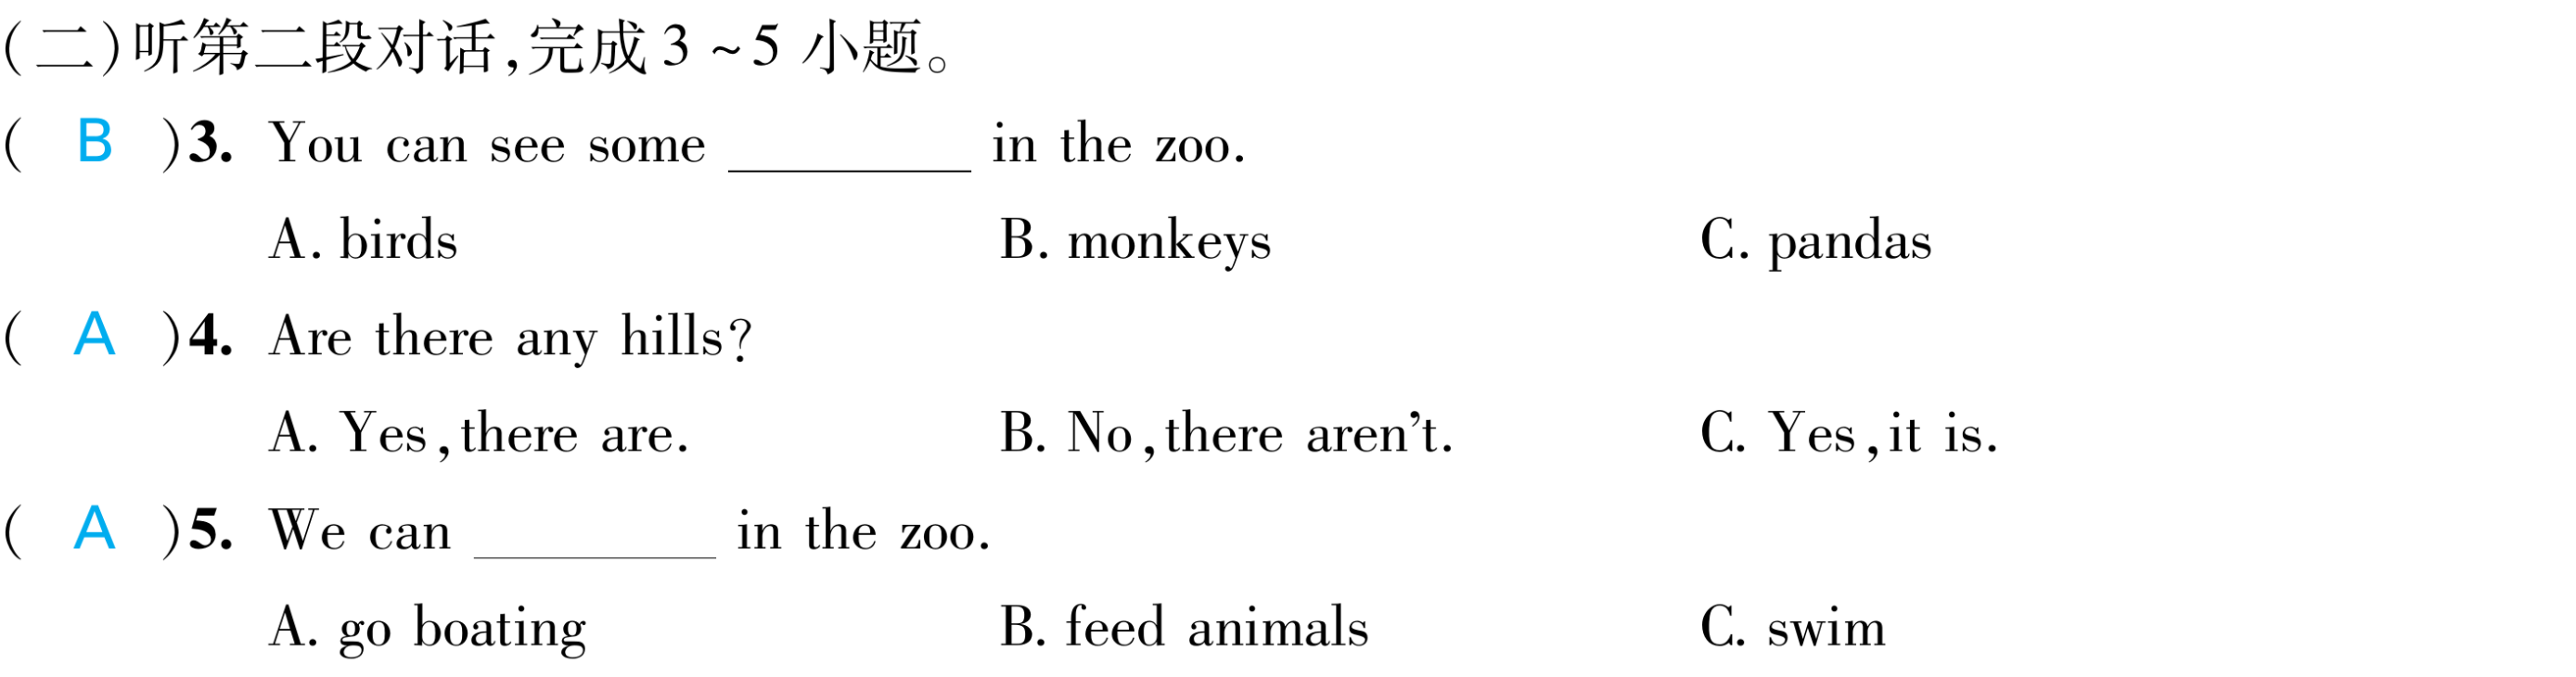 (二)听第二段对话,完成3~5小题。
( B )3. You can see some ________ in the zoo.
A. birds B. monkeys C. pandas
( A )4. Are there any hills?
A. Yes,there are. B. No,there aren't. C. Yes,it is.
( A )5. We can ________ in the zoo.
A. go boating B. feed animals C. swim